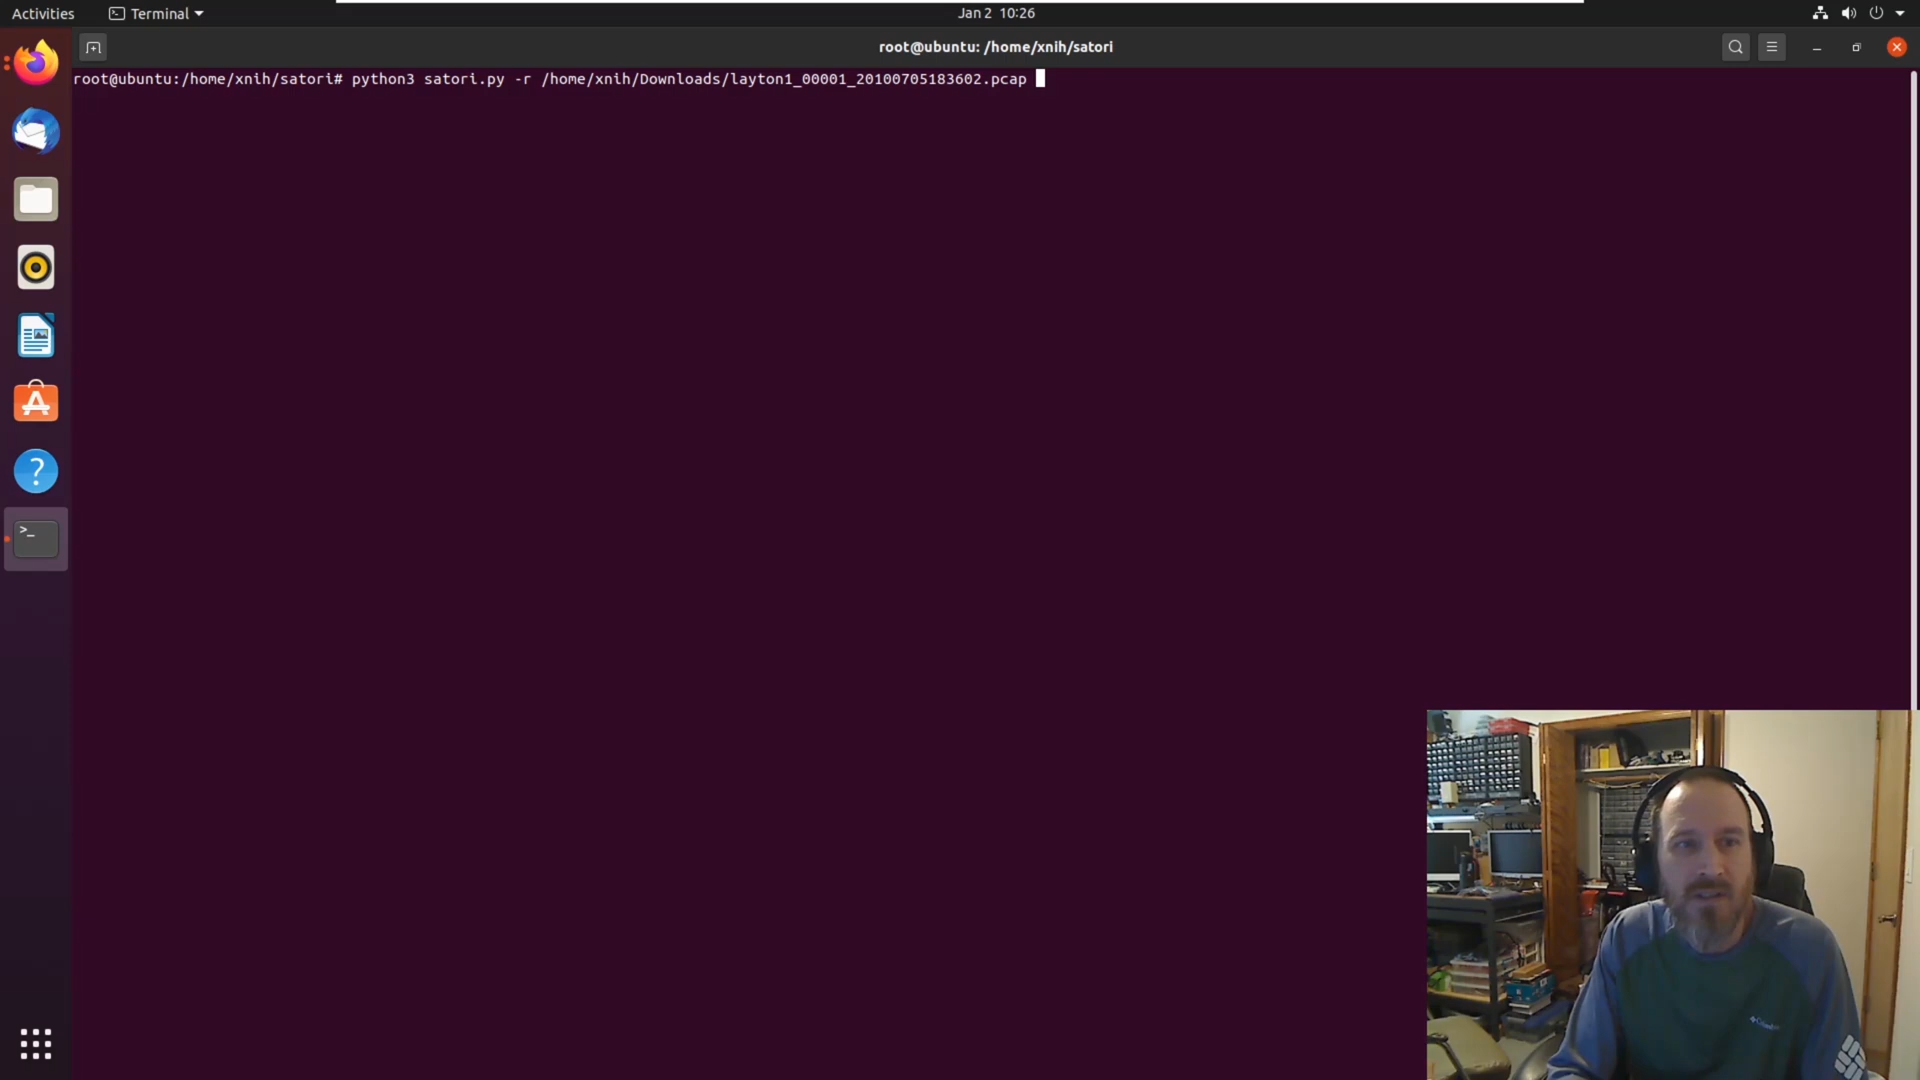 Activities
Terminal
Jan 2 10:26
root@ubuntu: /home/xnih/satori
root@ubuntu:/home/xnih/satori# python3 satori.py -r /home/xnih/Downloads/layton1_00001_20100705183602.pcap
>_
?
Columbia